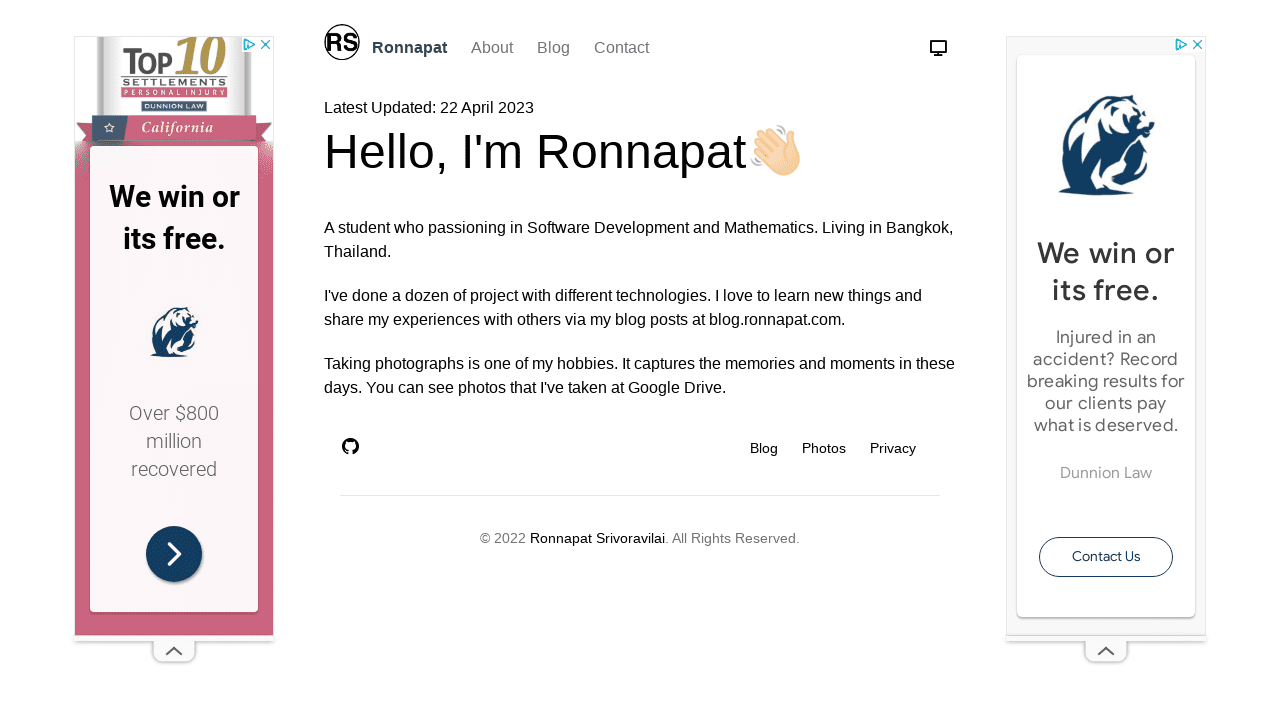 RS
Ronnapat
About
Blog
Contact
Latest Updated: 22 April 2023
Hello, I'm Ronnapat👋🏻
A student who passioning in Software Development and Mathematics. Living in Bangkok,
Thailand.
I've done a dozen of project with different technologies. I love to learn new things and
share my experiences with others via my blog posts at blog.ronnapat.com.
Taking photographs is one of my hobbies. It captures the memories and moments in these
days. You can see photos that I've taken at Google Drive.
Blog
Photos
Privacy
© 2022 Ronnapat Srivoravilai. All Rights Reserved.
TOP 10
SETTLEMENTS
PERSONAL INJURY
DUNNION LAW
California
We win or
its free.
Over $800
million
recovered
We win or
its free.
Injured in an
accident? Record
breaking results for
our clients pay
what is deserved.
Dunnion Law
Contact Us